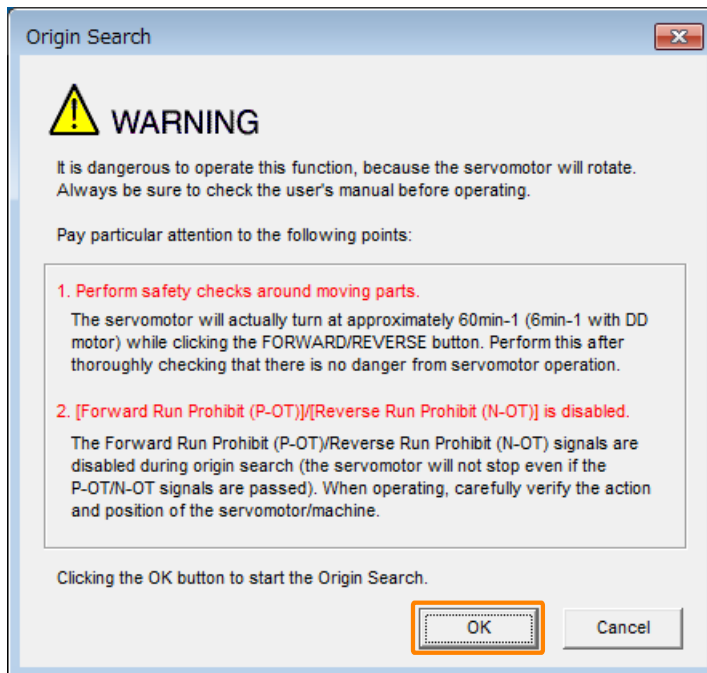 Origin Search
WARNING
It is dangerous to operate this function, because the servomotor will rotate.
Always be sure to check the user's manual before operating.
Pay particular attention to the following points:
1. Perform safety checks around moving parts.
The servomotor will actually turn at approximately 60min-1 (6min-1 with DD
motor) while clicking the FORWARD/REVERSE button. Perform this after
thoroughly checking that there is no danger from servomotor operation.
2. [Forward Run Prohibit (P-OT)]/[Reverse Run Prohibit (N-OT)] is disabled.
The Forward Run Prohibit (P-OT)/Reverse Run Prohibit (N-OT) signals are
disabled during origin search (the servomotor will not stop even if the
P-OT/N-OT signals are passed). When operating, carefully verify the action
and position of the servomotor/machine.
Clicking the OK button to start the Origin Search.
OK
Cancel